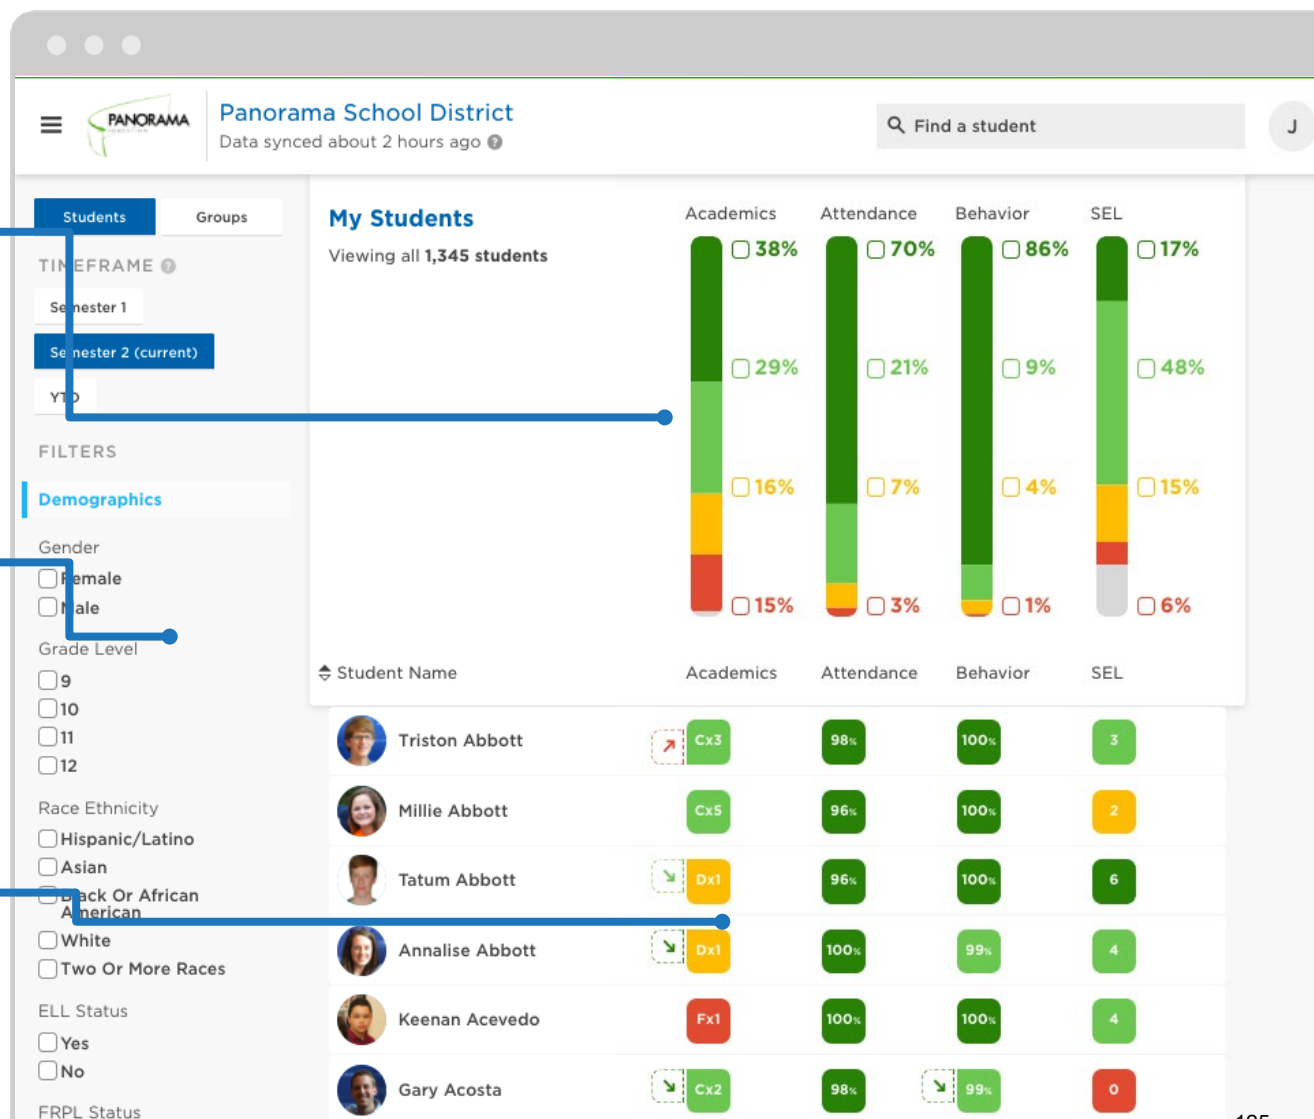 PANORAMA
Panorama School District
Data synced about 2 hours ago ?
Find a student
J
Students
Groups
TIMEFRAME ?
Semester 1
Semester 2 (current)
YTD
FILTERS
Demographics
Gender
Female
Male
Grade Level
9
10
11
12
Race Ethnicity
Hispanic/Latino
Asian
Black Or African
American
White
Two Or More Races
ELL Status
Yes
No
FRPL Status
My Students
Viewing all 1,345 students
Academics Attendance Behavior SEL
38% 70% 86% 17%
29% 21% 9% 48%
16% 7% 4% 15%
15% 3% 1% 6%
Student Name Academics Attendance Behavior SEL
Triston Abbott Cx3 98% 100% 3
Millie Abbott Cx5 96% 100% 2
Tatum Abbott Dx1 96% 100% 6
Annalise Abbott Dx1 100% 99% 4
Keenan Acevedo Fx1 100% 100% 4
Gary Acosta Cx2 98% 99% 0